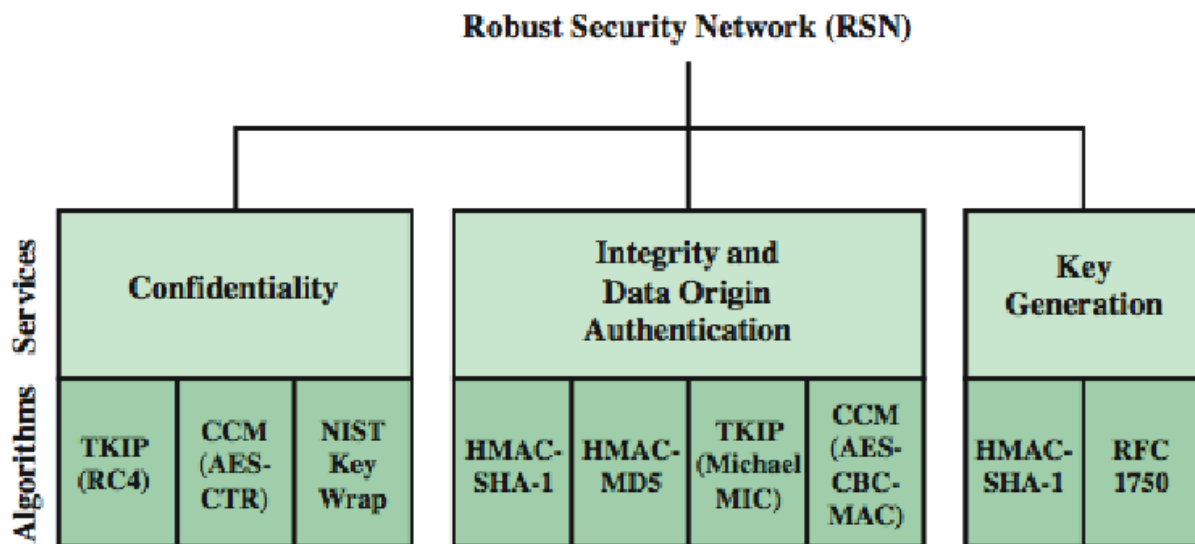 Robust Security Network (RSN)
Services
Confidentiality
Integrity and
Data Origin
Authentication
Key
Generation
Algorithms
TKIP
(RC4)
CCM
(AES-
CTR)
NIST
Key
Wrap
HMAC-
SHA-1
HMAC-
MD5
TKIP
(Michael
MIC)
CCM
(AES-
CBC-
MAC)
HMAC-
SHA-1
RFC
1750